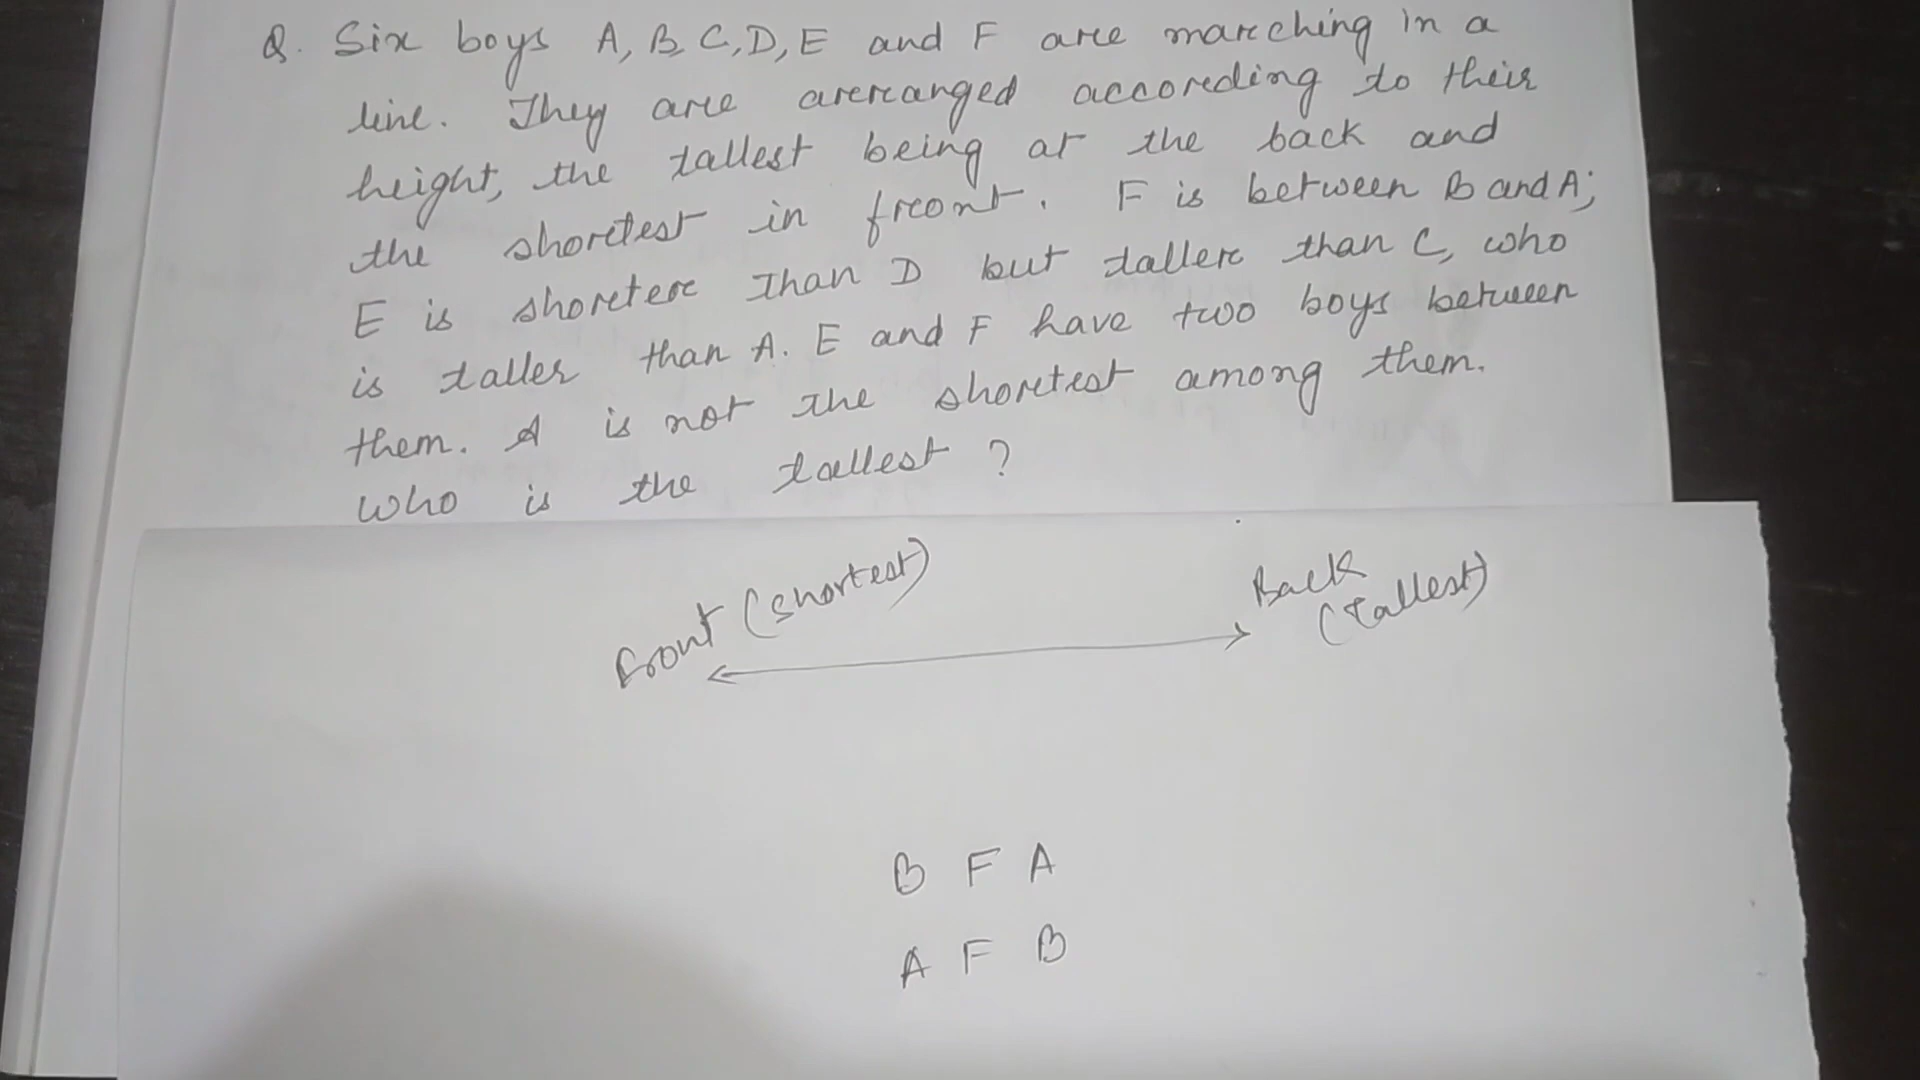 Q. Six boys A, B, C, D, E and F are marching in a
line. They are arranged according to their
height, the tallest being at the back and
the shortest in front. F is between B and A;
E is shorter Than D but taller than C, who
is taller than A. E and F have two boys between
them. A is not the shortest among them.
Who is the tallest ?
Front (shortest)
Back
(tallest)
B F A
A F B